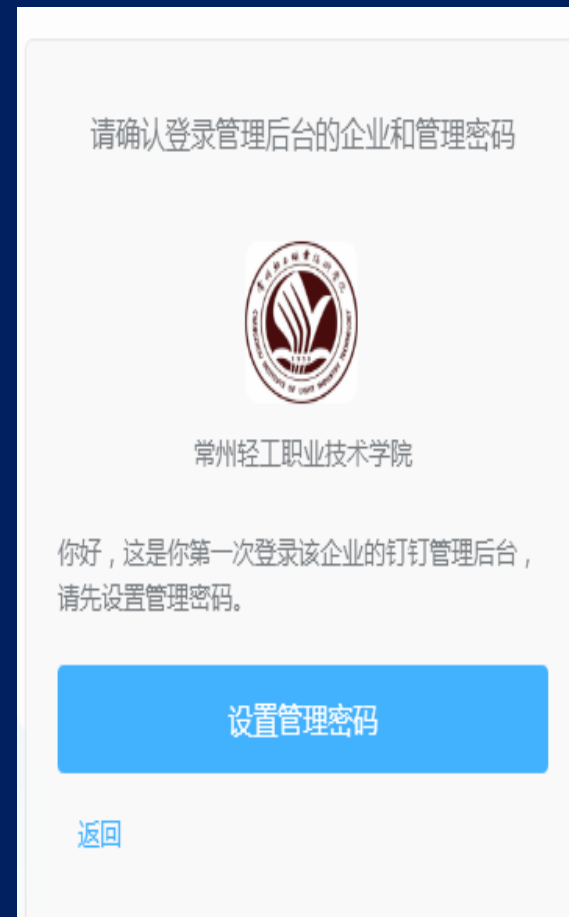 请确认登录管理后台的企业和管理密码
常州轻工职业技术学院
你好，这是你第一次登录该企业的钉钉管理后台，
请先设置管理密码。
设置管理密码
返回